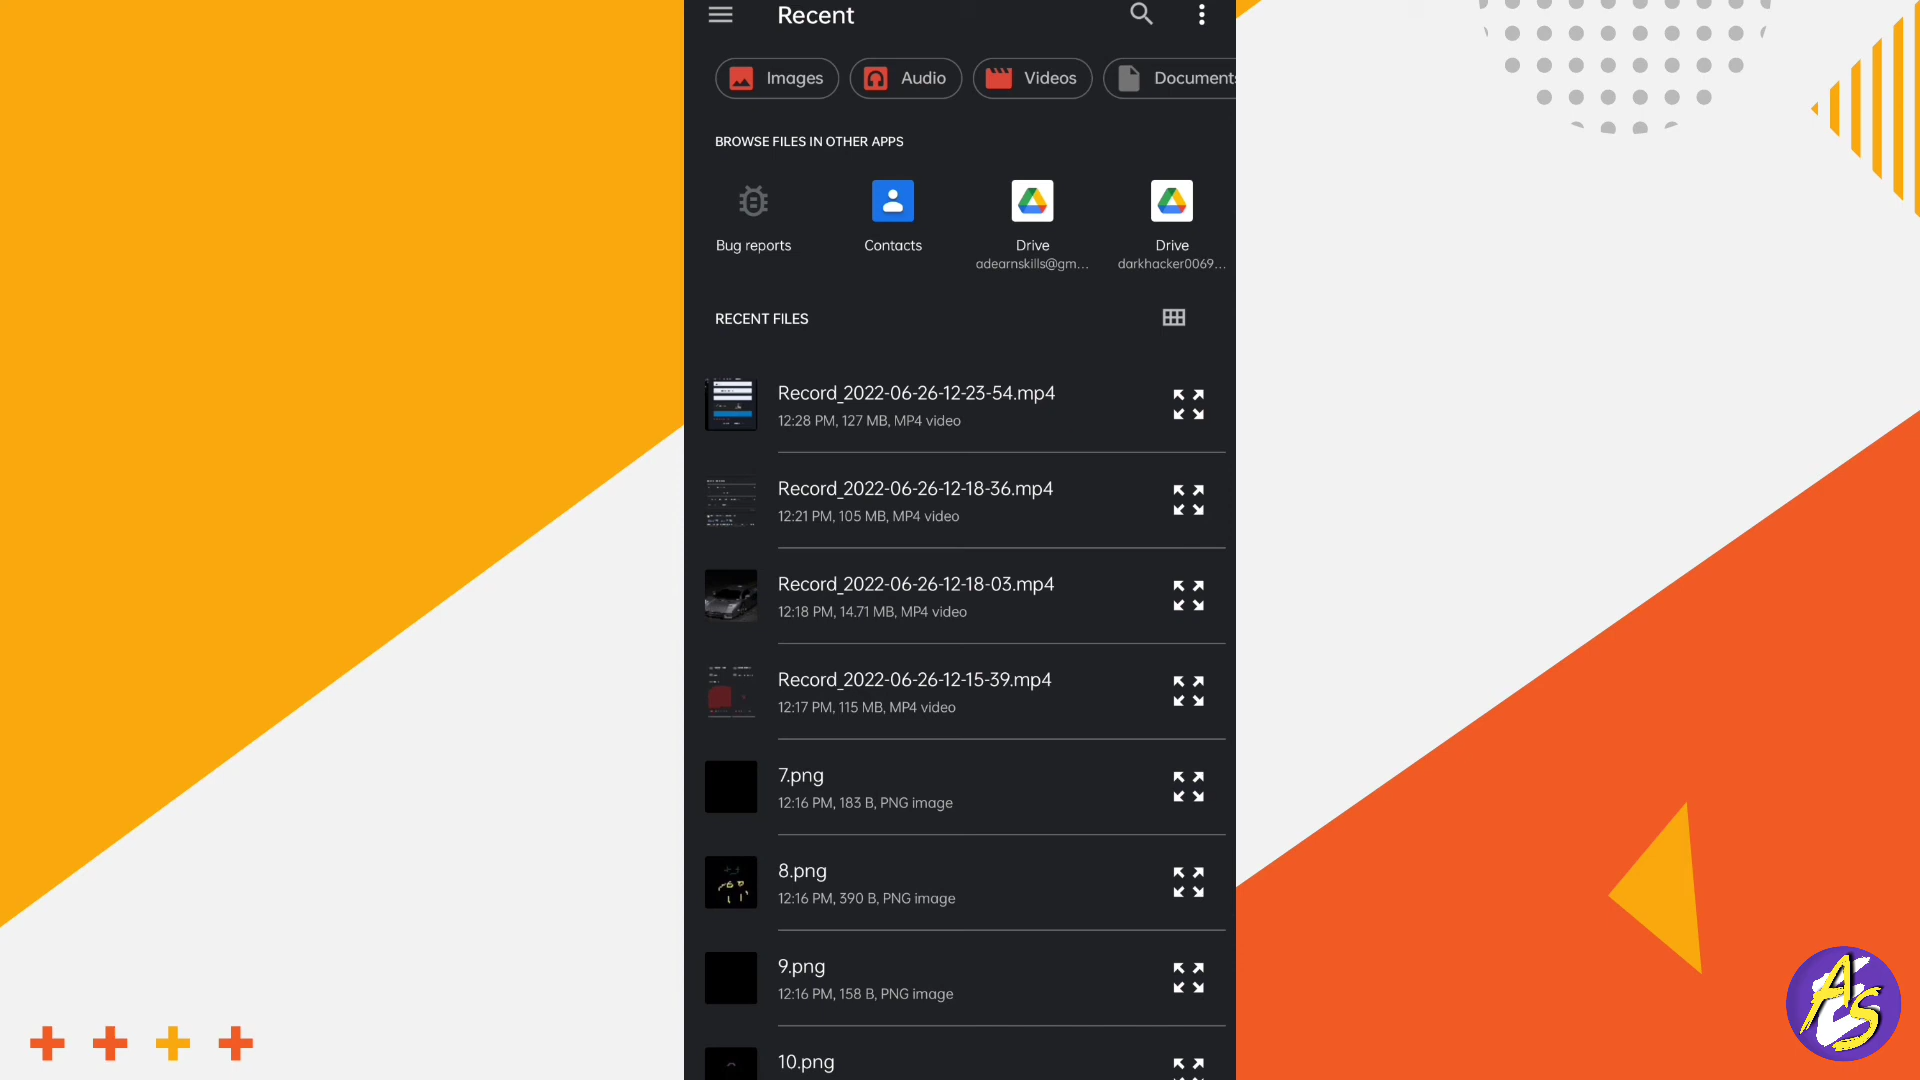 Recent
Images
Audio
Videos
Documents
BROWSE FILES IN OTHER APPS
Bug reports
Contacts
Drive
adearnskills@gm...
Drive
darkhacker0069...
RECENT FILES
Record_2022-06-26-12-23-54.mp4
12:28 PM, 127 MB, MP4 video
Record_2022-06-26-12-18-36.mp4
12:21 PM, 105 MB, MP4 video
Record_2022-06-26-12-18-03.mp4
12:18 PM, 14.71 MB, MP4 video
Record_2022-06-26-12-15-39.mp4
12:17 PM, 115 MB, MP4 video
7.png
12:16 PM, 183 B, PNG image
8.png
12:16 PM, 390 B, PNG image
9.png
12:16 PM, 158 B, PNG image
10.png